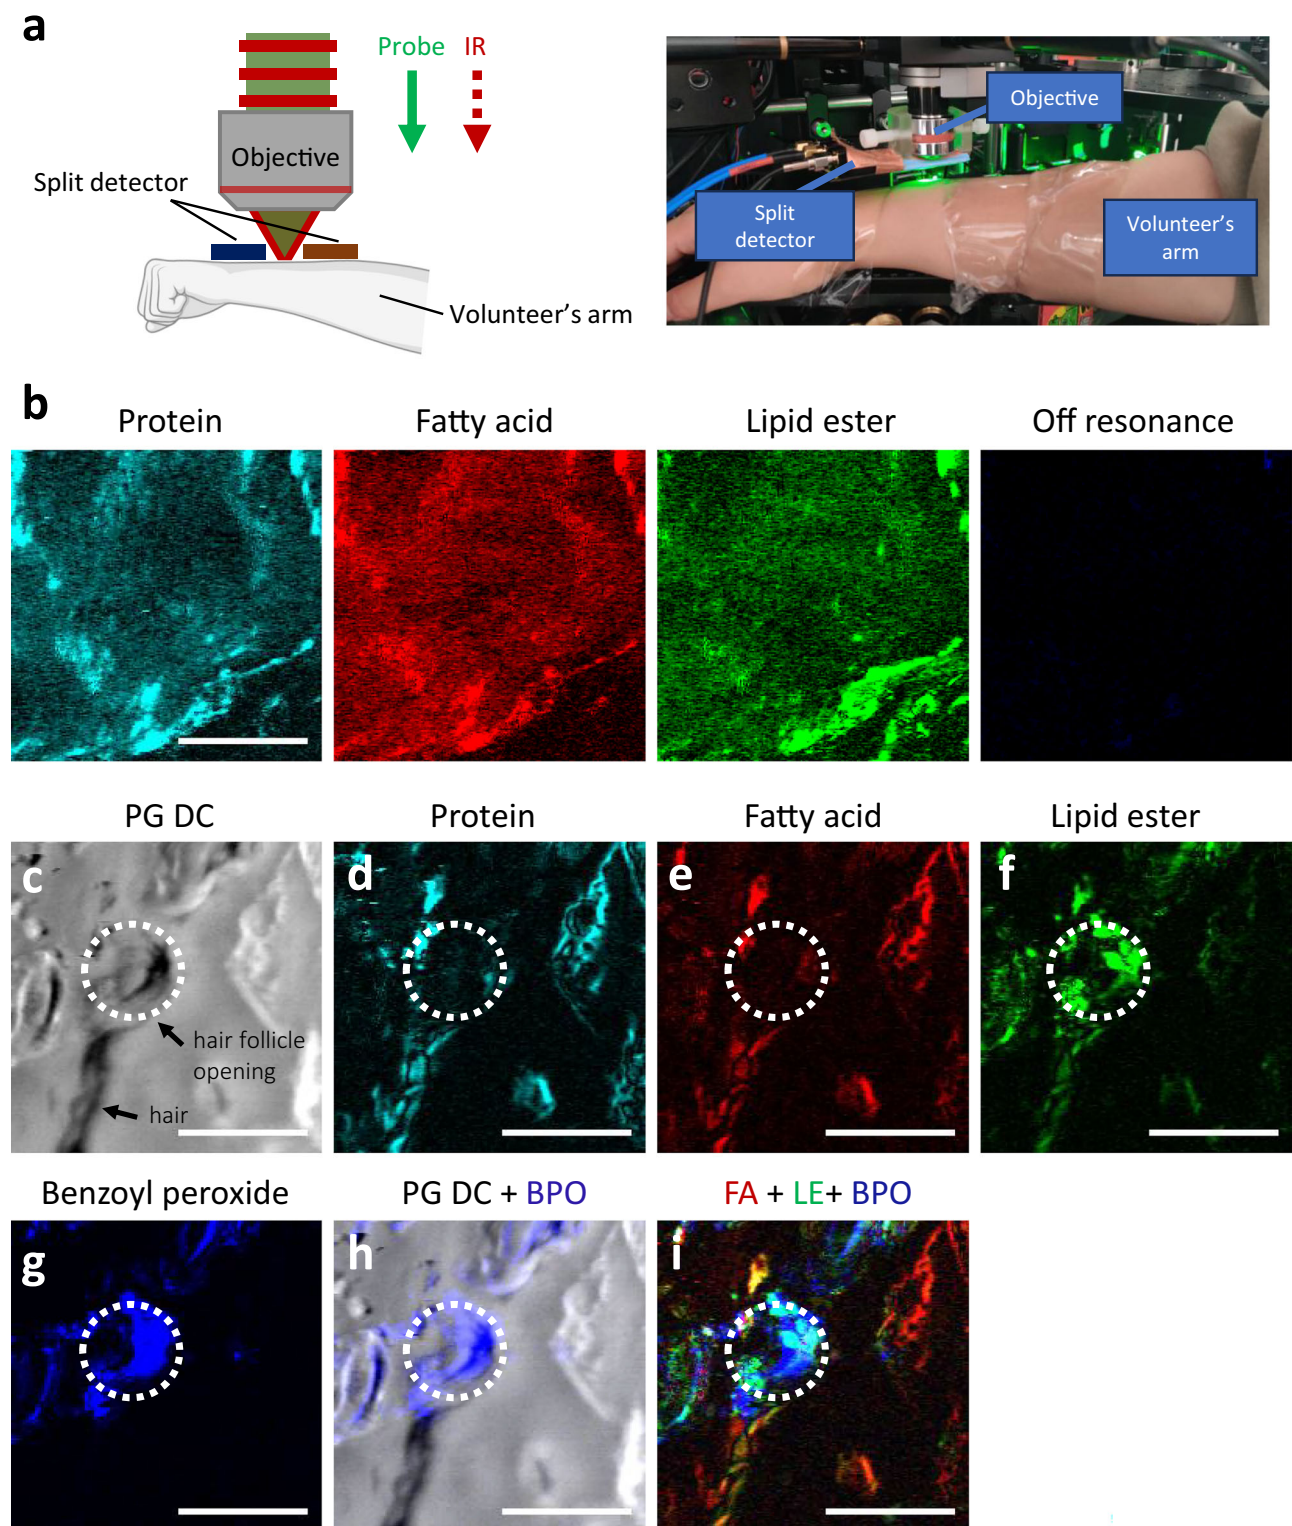 a
Probe IR
Objective
Split detector
Volunteer's arm
Objective
Split
detector
Volunteer's
arm
b
Protein Fatty acid Lipid ester Off resonance
PG DC Protein Fatty acid Lipid ester
c d e f
hair follicle
opening
hair
Benzoyl peroxide PG DC + BPO FA + LE+ BPO
g h i